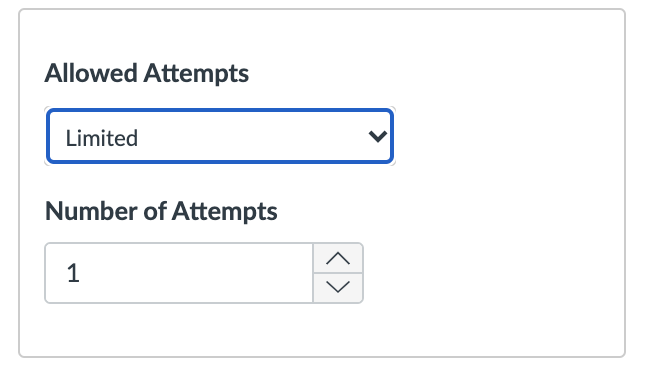 Allowed Attempts
Limited
Number of Attempts
1